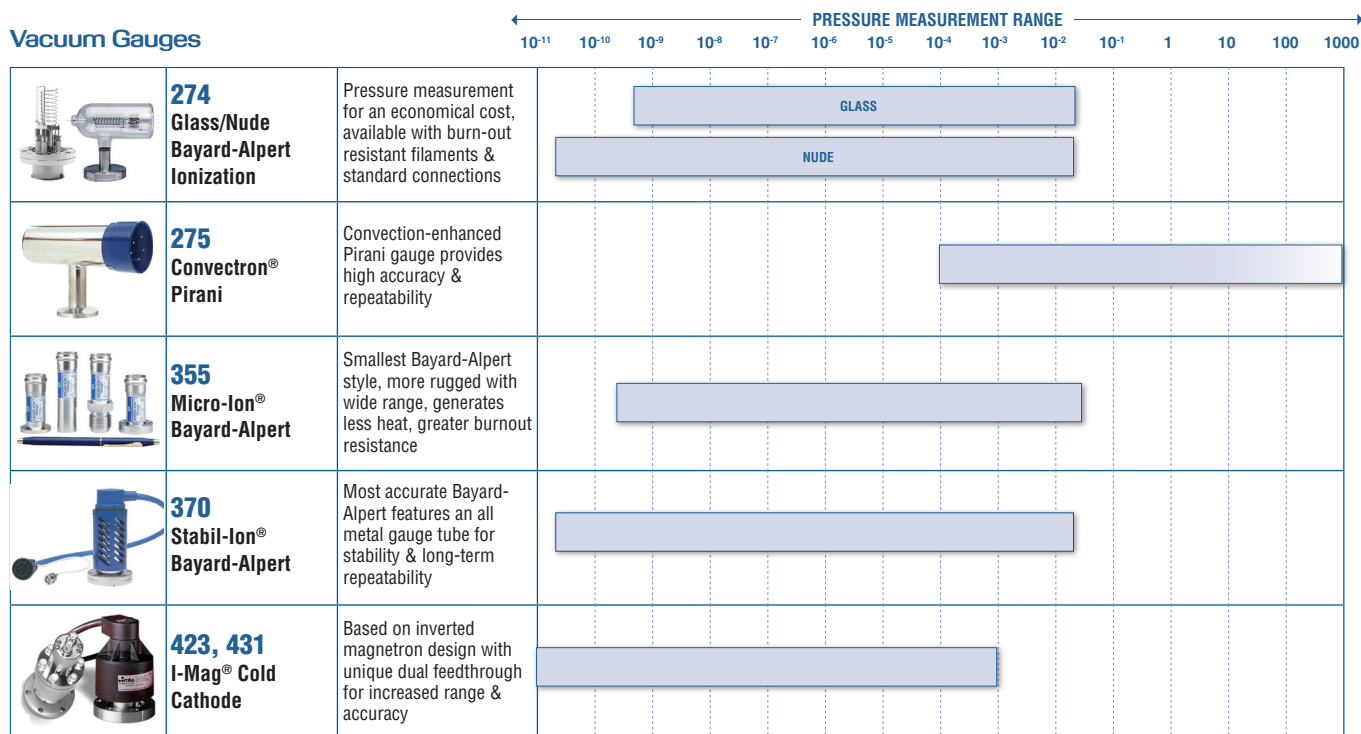 PRESSURE MEASUREMENT RANGE
Vacuum Gauges
10⁻¹¹ 10⁻¹⁰ 10⁻⁹ 10⁻⁸ 10⁻⁷ 10⁻⁶ 10⁻⁵ 10⁻⁴ 10⁻³ 10⁻² 10⁻¹ 1 10 100 1000
274
Glass/Nude
Bayard-Alpert
Ionization
Pressure measurement
for an economical cost,
available with burn-out
resistant filaments &
standard connections
GLASS
NUDE
275
Convectron®
Pirani
Convection-enhanced
Pirani gauge provides
high accuracy &
repeatability
355
Micro-Ion®
Bayard-Alpert
Smallest Bayard-Alpert
style, more rugged with
wide range, generates
less heat, greater burnout
resistance
370
Stabil-Ion®
Bayard-Alpert
Most accurate Bayard-
Alpert features an all
metal gauge tube for
stability & long-term
repeatability
423, 431
I-Mag® Cold
Cathode
Based on inverted
magnetron design with
unique dual feedthrough
for increased range &
accuracy